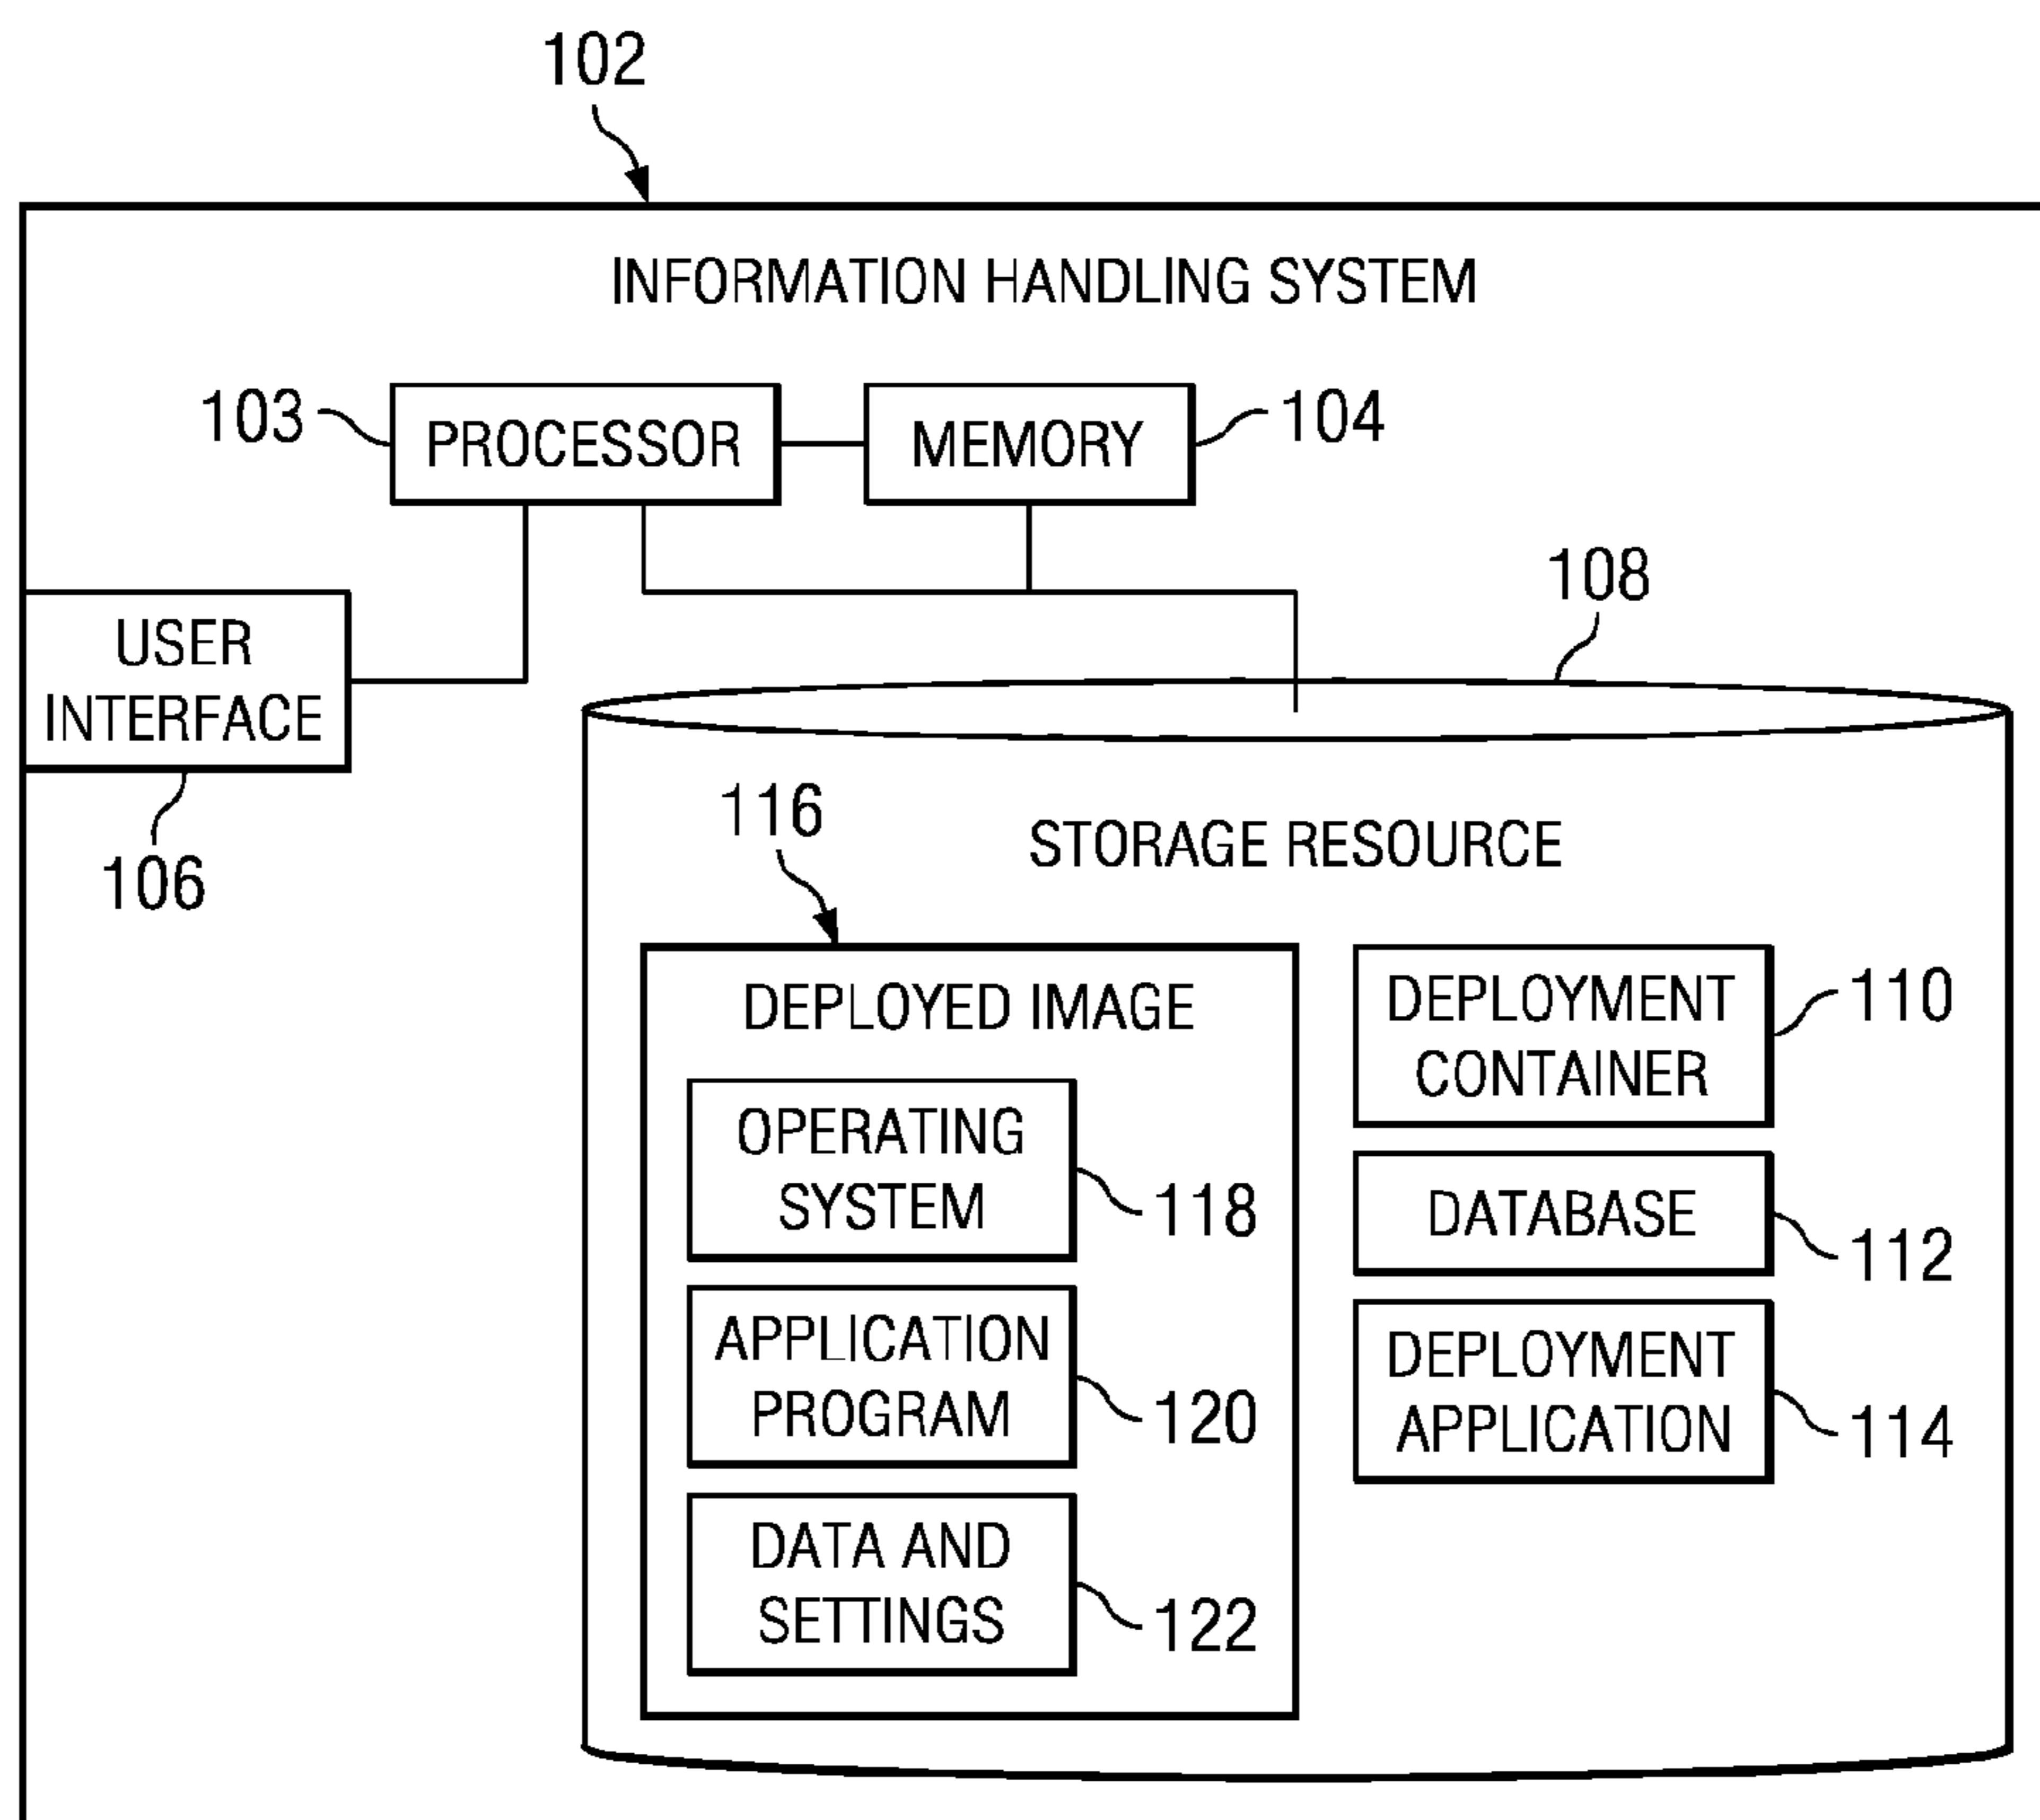 102
INFORMATION HANDLING SYSTEM
103
PROCESSOR
MEMORY
104
108
USER
INTERFACE
106
STORAGE RESOURCE
116
DEPLOYED IMAGE
OPERATING
SYSTEM
118
APPLICATION
PROGRAM
120
DATA AND
SETTINGS
122
DEPLOYMENT
CONTAINER
110
DATABASE
112
DEPLOYMENT
APPLICATION
114